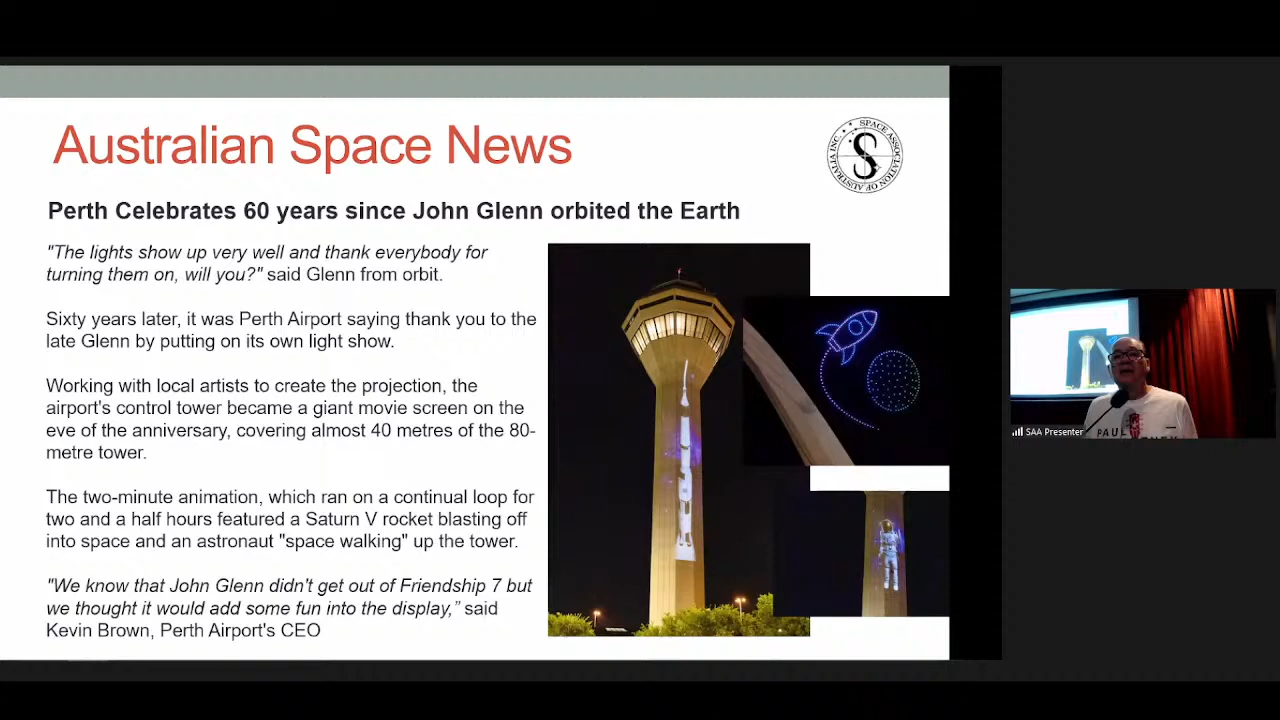 Australian Space News
SPACE ASSOCIATION OF AUSTRALIA INC.
S
Perth Celebrates 60 years since John Glenn orbited the Earth
"The lights show up very well and thank everybody for
turning them on, will you?" said Glenn from orbit.
Sixty years later, it was Perth Airport saying thank you to the
late Glenn by putting on its own light show.
Working with local artists to create the projection, the
airport's control tower became a giant movie screen on the
eve of the anniversary, covering almost 40 metres of the 80-
metre tower.
The two-minute animation, which ran on a continual loop for
two and a half hours featured a Saturn V rocket blasting off
into space and an astronaut "space walking" up the tower.
"We know that John Glenn didn't get out of Friendship 7 but
we thought it would add some fun into the display,” said
Kevin Brown, Perth Airport's CEO
SAA Presenter
PAUL